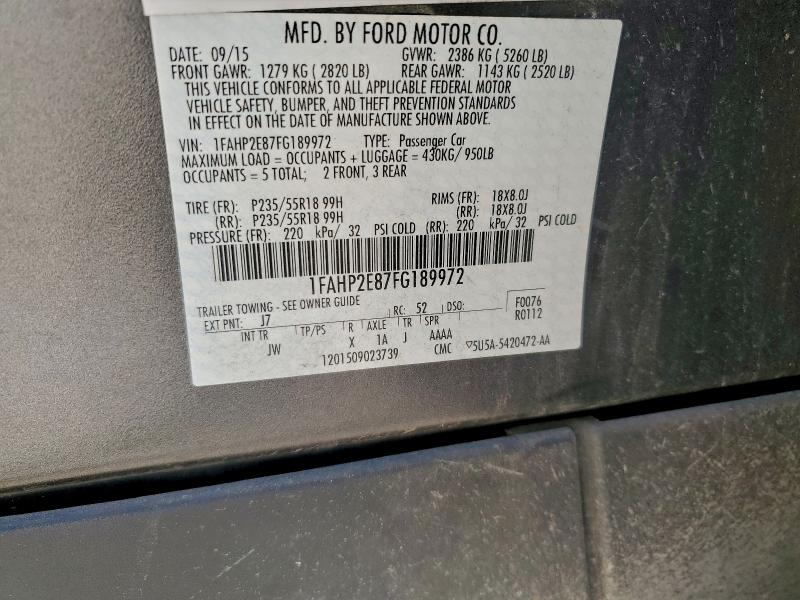 MFD. BY FORD MOTOR CO.
DATE: 09/15 GVWR: 2386 KG ( 5260 LB)
FRONT GAWR: 1279 KG ( 2820 LB) REAR GAWR: 1143 KG ( 2520 LB)
THIS VEHICLE CONFORMS TO ALL APPLICABLE FEDERAL MOTOR
VEHICLE SAFETY, BUMPER, AND THEFT PREVENTION STANDARDS
IN EFFECT ON THE DATE OF MANUFACTURE SHOWN ABOVE.
VIN: 1FAHP2E87FG189972 TYPE: Passenger Car
MAXIMUM LOAD = OCCUPANTS + LUGGAGE = 430KG/ 950LB
OCCUPANTS = 5 TOTAL; 2 FRONT, 3 REAR
TIRE (FR): P235/55R18 99H RIMS (FR): 18X8.0J
(RR): P235/55R18 99H (RR): 18X8.0J
PRESSURE (FR): 220 kPa/ 32 PSI COLD (RR): 220 kPa/ 32 PSI COLD
1FAHP2E87FG189972
TRAILER TOWING - SEE OWNER GUIDE
EXT PNT: J7 RC: 52 DSO: F0076
R0112
INT TR TP/PS R AXLE TR SPR
JW X 1A J AAAA
1201509023739 CMC ▽5U5A-5420472-AA